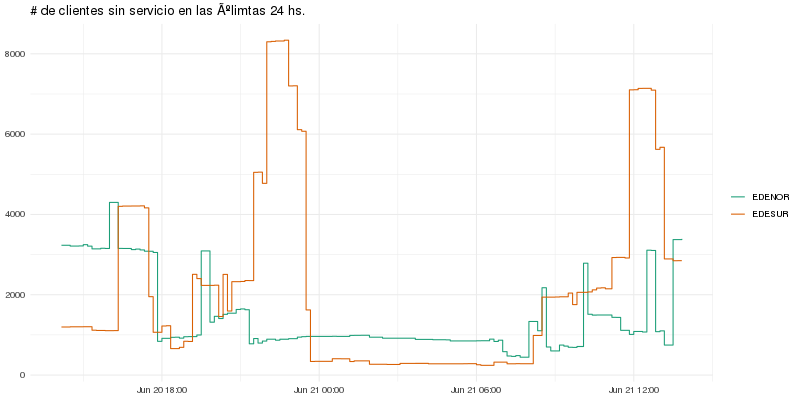 # de clientes sin servicio en las Ãºlimtas 24 hs.
8000
6000
4000
2000
0
Jun 20 18:00
Jun 21 00:00
Jun 21 06:00
Jun 21 12:00
EDENOR
EDESUR